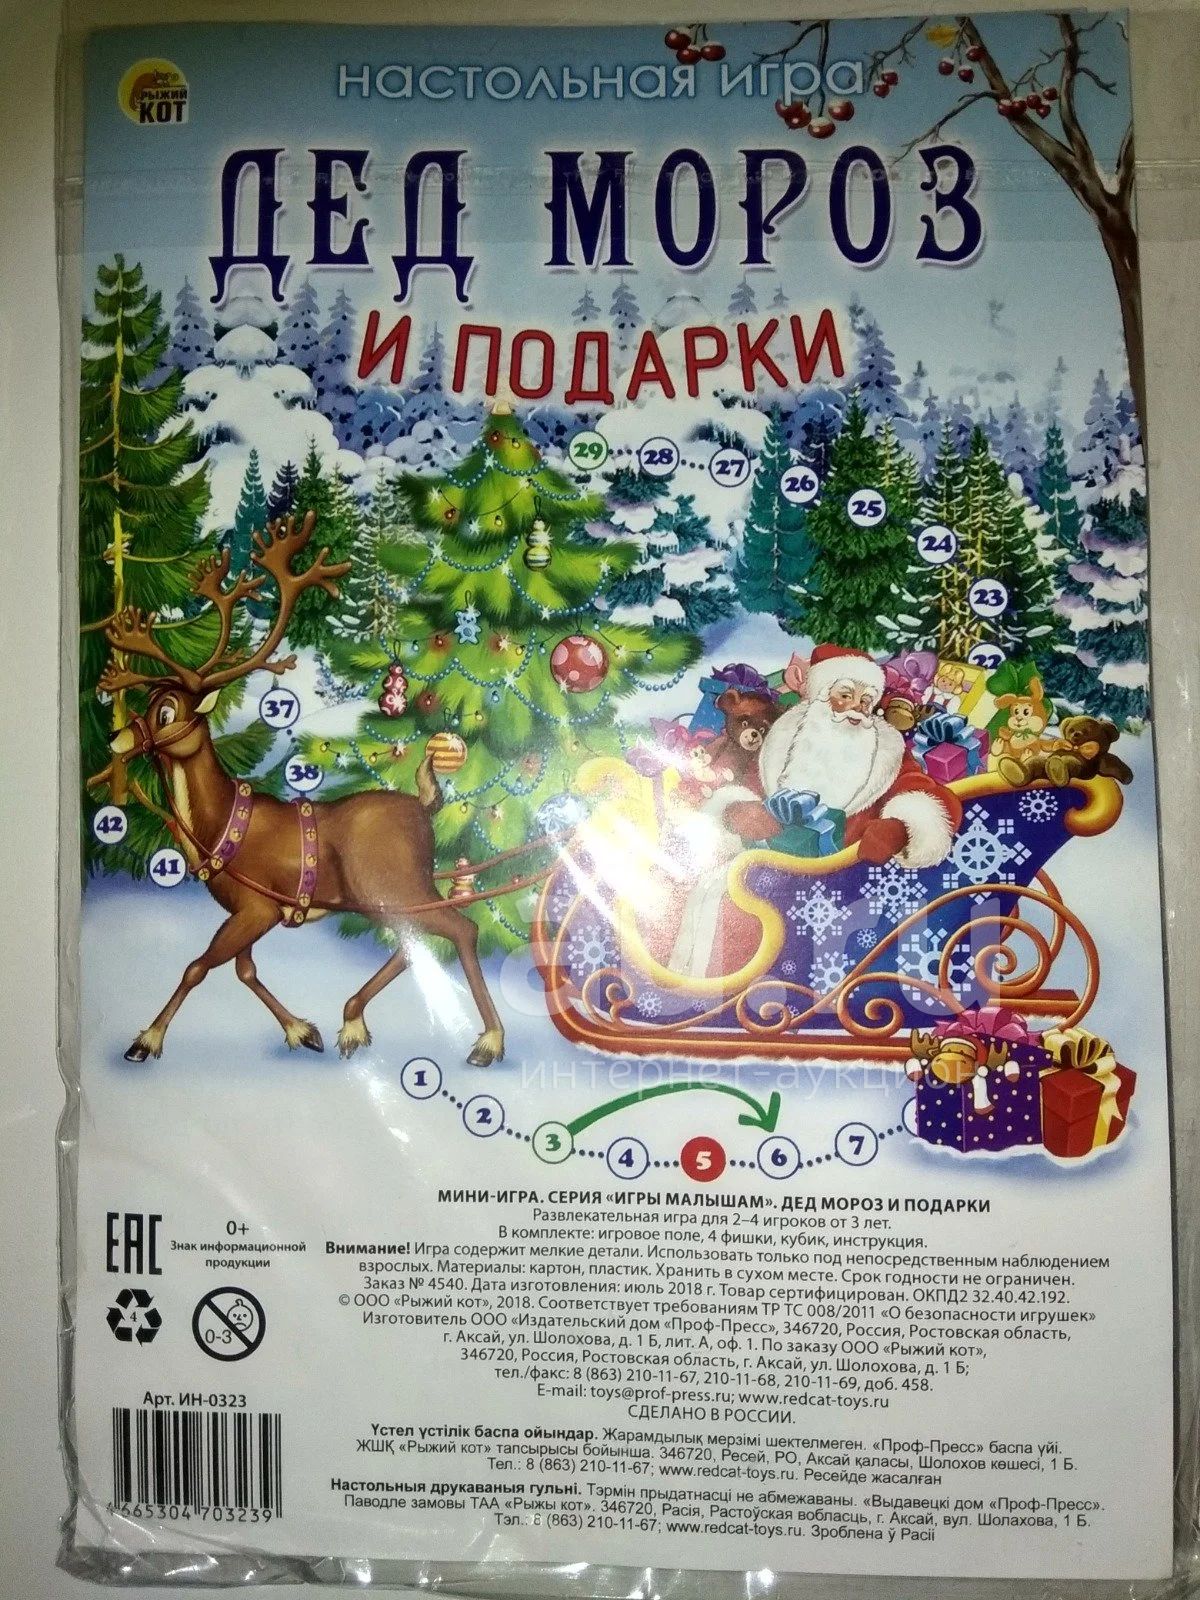 настольная игра
РЫЖИЙ
КОТ
ДЕД МОРОЗ
И ПОДАРКИ
29 28 27
26
25
24
23
22
37
38
42
41
au.ru
интернет-аукцион
1
2
3 4 5 6 7
МИНИ-ИГРА. СЕРИЯ «ИГРЫ МАЛЫШАМ». ДЕД МОРОЗ И ПОДАРКИ
Развлекательная игра для 2–4 игроков от 3 лет.
В комплекте: игровое поле, 4 фишки, кубик, инструкция.
Внимание! Игра содержит мелкие детали. Использовать только под непосредственным наблюдением
взрослых. Материалы: картон, пластик. Хранить в сухом месте. Срок годности не ограничен.
Заказ № 4540. Дата изготовления: июль 2018 г. Товар сертифицирован. ОКПД2 32.40.42.192.
© ООО «Рыжий кот», 2018. Соответствует требованиям ТР ТС 008/2011 «О безопасности игрушек»
Изготовитель ООО «Издательский дом «Проф-Пресс», 346720, Россия, Ростовская область,
г. Аксай, ул. Шолохова, д. 1 Б, лит. А, оф. 1. По заказу ООО «Рыжий кот»,
346720, Россия, Ростовская область, г. Аксай, ул. Шолохова, д. 1 Б;
тел./факс: 8 (863) 210-11-67, 210-11-68, 210-11-69, доб. 458.
E-mail: toys@prof-press.ru; www.redcat-toys.ru
СДЕЛАНО В РОССИИ.
EAC
0+
Знак информационной
продукции
4
0-3
Арт. ИН-0323
4 665304 703239
Үстел үстілік баспа ойындар. Жарамдылық мерзімі шектелмеген. «Проф-Пресс» баспа үйі.
ЖШҚ «Рыжий кот» тапсырысы бойынша. 346720, Ресей, РО, Аксай қаласы, Шолохов көшесі, 1 Б.
Тел.: 8 (863) 210-11-67; www.redcat-toys.ru. Ресейде жасалған
Настольныя друкаваныя гульні. Тэрмін прыдатнасці не абмежаваны. «Выдавецкі дом «Проф-Пресс».
Паводле замовы ТАА «Рыжы кот». 346720, Расія, Растоўская вобласць, г. Аксай, вул. Шолахава, 1 Б.
Тэл.: 8 (863) 210-11-67; www.redcat-toys.ru. Зроблена ў Расіі